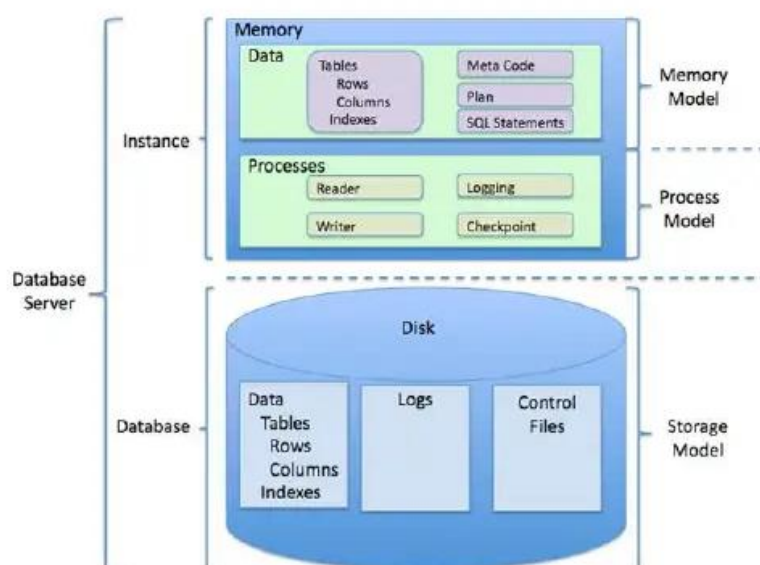 Memory
Data
Tables
Rows
Columns
Indexes
Meta Code
Plan
SQL Statements
Memory
Model
Instance
Processes
Reader
Logging
Writer
Checkpoint
Process
Model
Database
Server
Disk
Data
Tables
Rows
Columns
Indexes
Logs
Control
Files
Database
Storage
Model